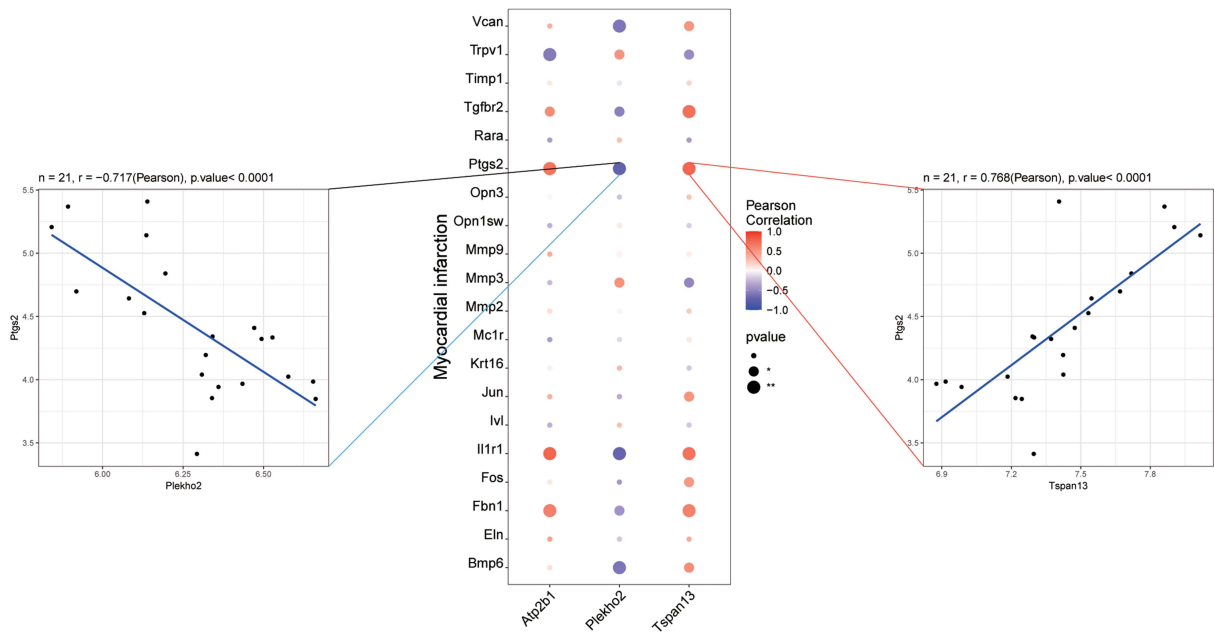 n = 21, r = −0.717(Pearson), p.value< 0.0001
5.5
5.0
4.5
4.0
3.5
Ptgs2
6.00
6.25
6.50
Plekho2
Myocardial infarction
Vcan
Trpv1
Timp1
Tgfbr2
Rara
Ptgs2
Opn3
Opn1sw
Mmp9
Mmp3
Mmp2
Mc1r
Krt16
Jun
Ivl
Il1r1
Fos
Fbn1
Eln
Bmp6
Atp2b1
Plekho2
Tspan13
Pearson
Correlation
1.0
0.5
0.0
−0.5
−1.0
pvalue
*
**
n = 21, r = 0.768(Pearson), p.value< 0.0001
5.5
5.0
4.5
4.0
3.5
Ptgs2
6.9
7.2
7.5
7.8
Tspan13